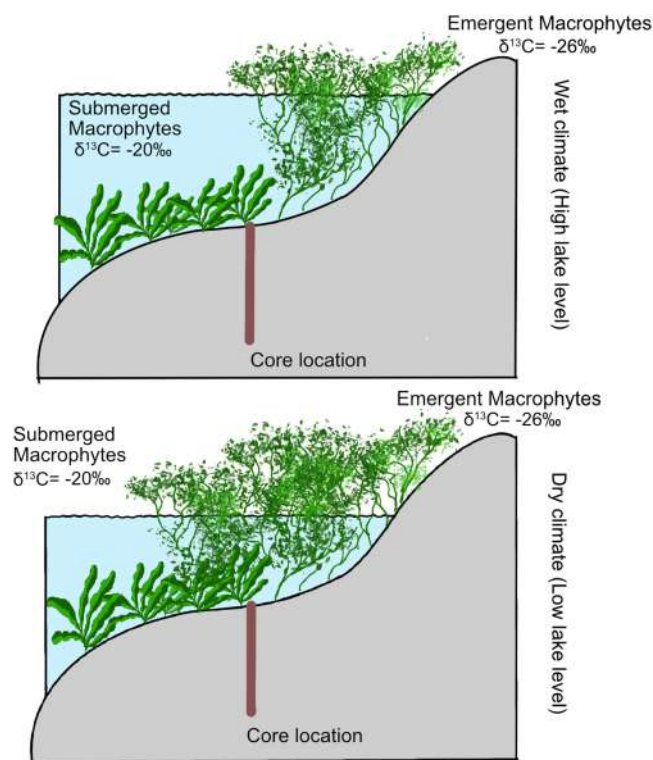 Emergent Macrophytes
δ¹³C= -26‰
Submerged
Macrophytes
δ¹³C= -20‰
Wet climate (High lake level)
Core location
Emergent Macrophytes
δ¹³C= -26‰
Submerged
Macrophytes
δ¹³C= -20‰
Dry climate (Low lake level)
Core location